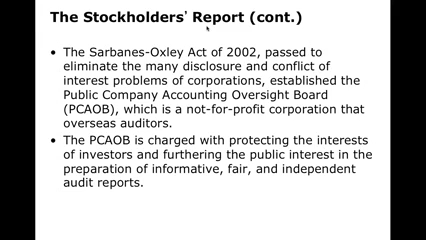 The Stockholders' Report (cont.)
• The Sarbanes-Oxley Act of 2002, passed to
eliminate the many disclosure and conflict of
interest problems of corporations, established the
Public Company Accounting Oversight Board
(PCAOB), which is a not-for-profit corporation that
overseas auditors.
• The PCAOB is charged with protecting the interests
of investors and furthering the public interest in the
preparation of informative, fair, and independent
audit reports.